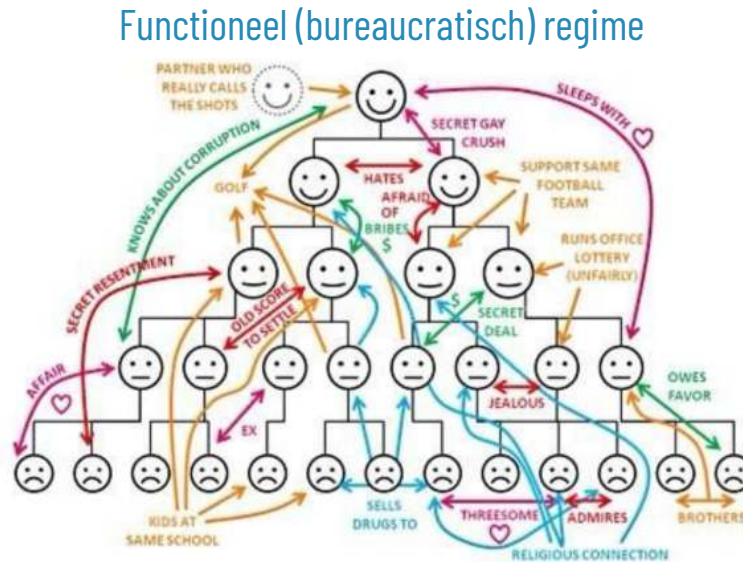 Functioneel (bureaucratisch) regime
PARTNER WHO
REALLY CALLS
THE SHOTS
SLEEPS WITH
SECRET GAY
CRUSH
KNOWS ABOUT CORRUPTION
GOLF
HATES
AFRAID
OF
BRIBES
$
SUPPORT SAME
FOOTBALL
TEAM
RUNS OFFICE
LOTTERY
(UNFAIRLY)
SECRET RESENTMENT
OLD SCORE
TO SETTLE
$
SECRET
DEAL
AFFAIR
EX
JEALOUS
OWES
FAVOR
KIDS AT
SAME SCHOOL
SELLS
DRUGS TO
THREESOME
ADMIRES
BROTHERS
RELIGIOUS CONNECTION